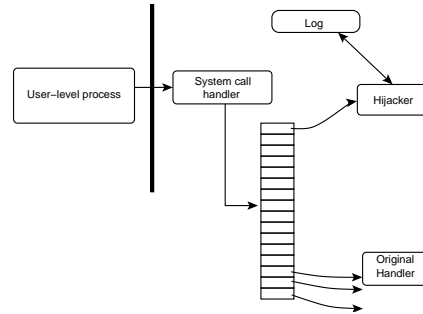 Log
User−level process
System call
handler
Hijacker
Original
Handler